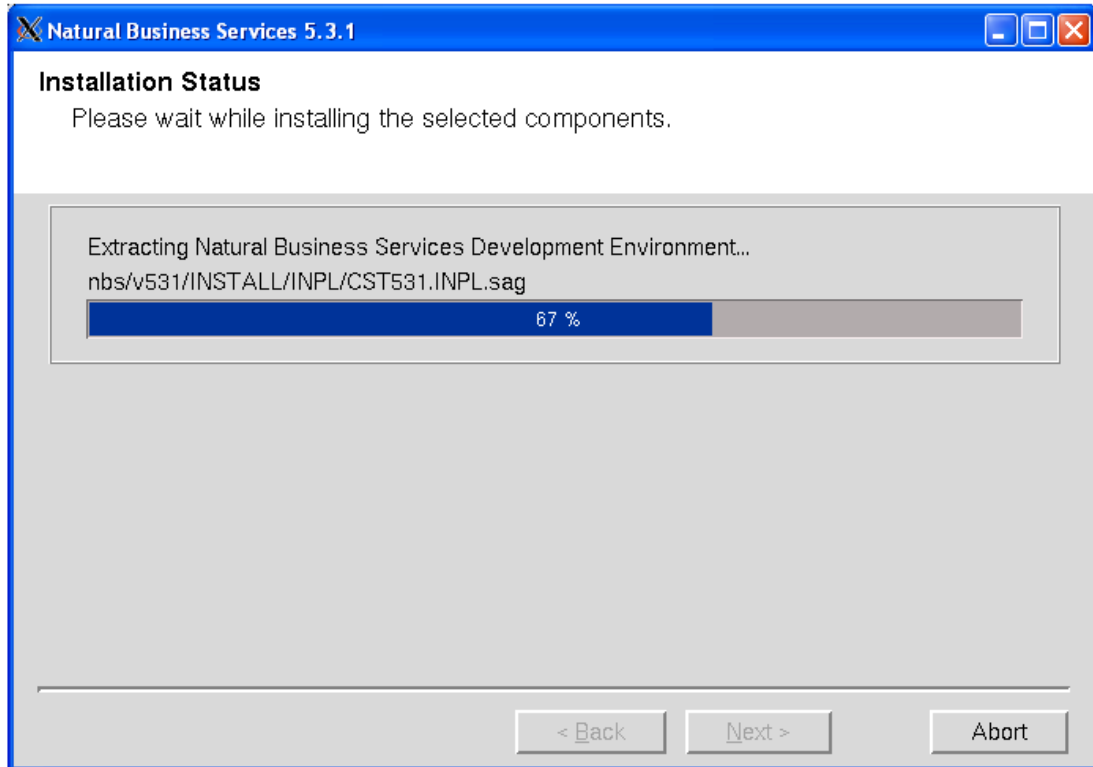 Natural Business Services 5.3.1
Installation Status
Please wait while installing the selected components.
Extracting Natural Business Services Development Environment...
nbs/v531/INSTALL/INPL/CST531.INPL.sag
67 %
< Back Next > Abort